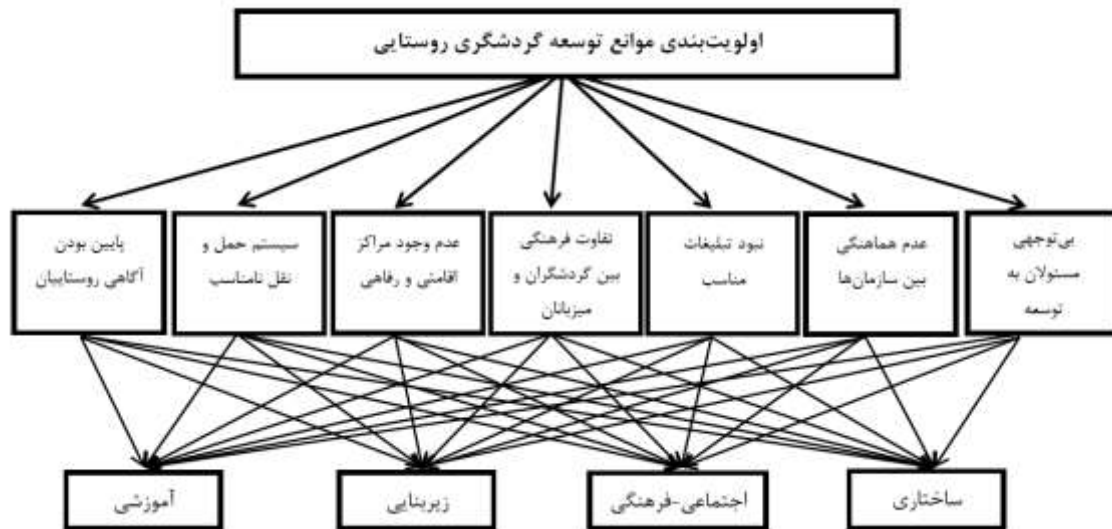 اولویت‌بندی موانع توسعه گردشگری روستایی
بی‌توجهی
مسئولان به
توسعه
عدم هماهنگی
بین سازمان‌ها
نبود تبلیغات
مناسب
تفاوت فرهنگی
بین گردشگران و
میزبانان
عدم وجود مراکز
اقامتی و رفاهی
سیستم حمل و
نقل نامناسب
پایین بودن
آگاهی روستاییان
ساختاری
اجتماعی-فرهنگی
زیربنایی
آموزشی